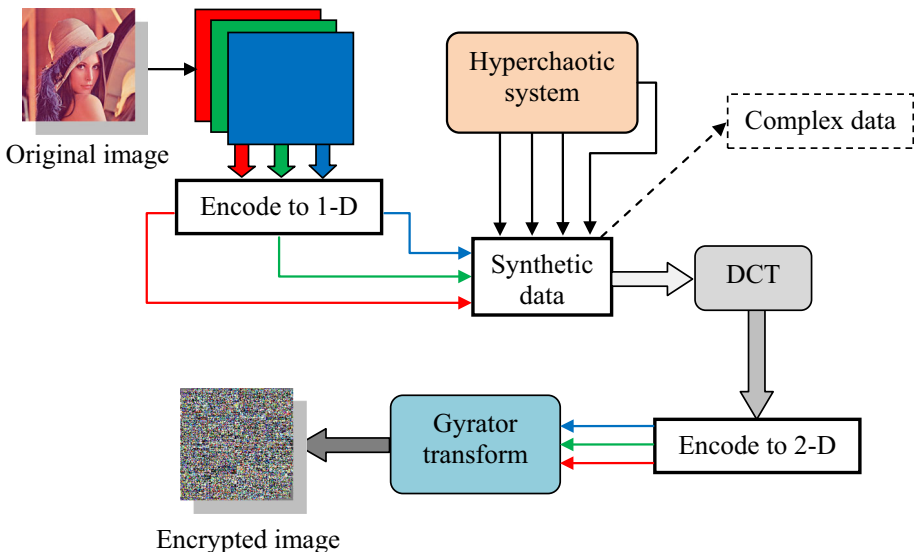 Original image
Encode to 1-D
Hyperchaotic
system
Complex data
Synthetic
data
DCT
Encode to 2-D
Gyrator
transform
Encrypted image